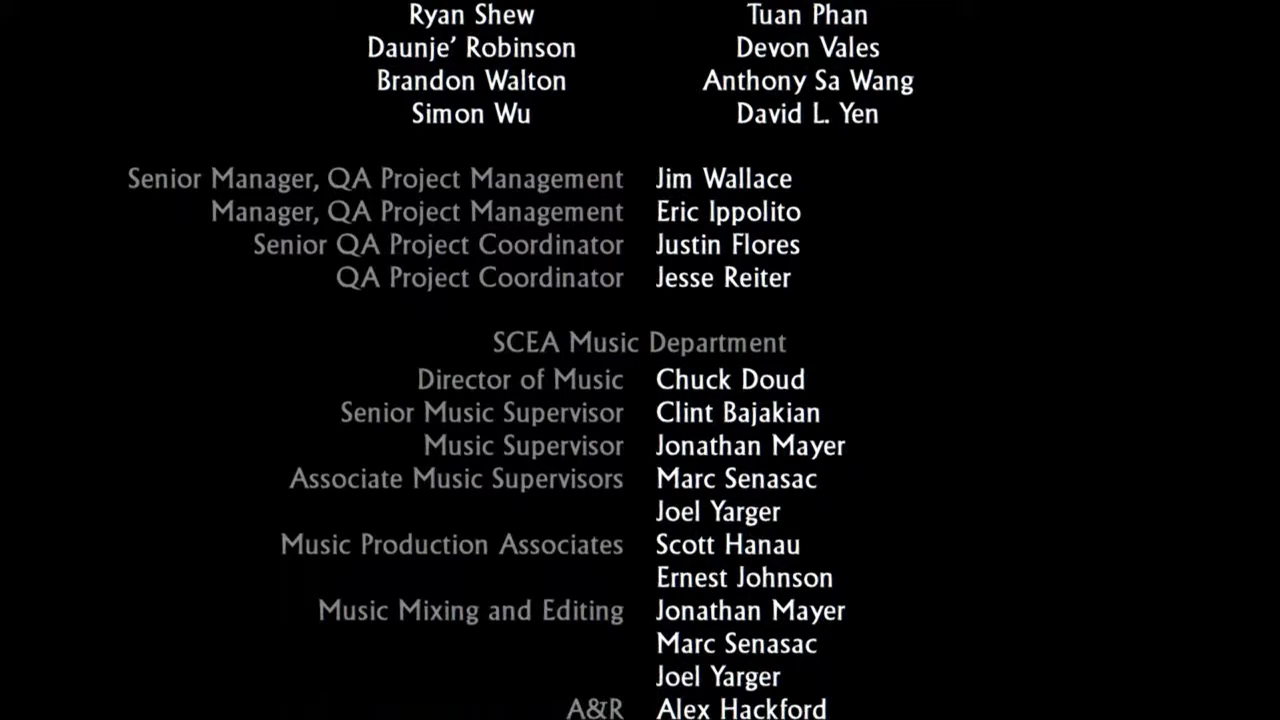 Ryan Shew Tuan Phan
Daunje’ Robinson Devon Vales
Brandon Walton Anthony Sa Wang
Simon Wu David L. Yen
Senior Manager, QA Project Management Jim Wallace
Manager, QA Project Management Eric Ippolito
Senior QA Project Coordinator Justin Flores
QA Project Coordinator Jesse Reiter
SCEA Music Department
Director of Music Chuck Doud
Senior Music Supervisor Clint Bajakian
Music Supervisor Jonathan Mayer
Associate Music Supervisors Marc Senasac
Joel Yarger
Music Production Associates Scott Hanau
Ernest Johnson
Music Mixing and Editing Jonathan Mayer
Marc Senasac
Joel Yarger
A&R Alex Hackford